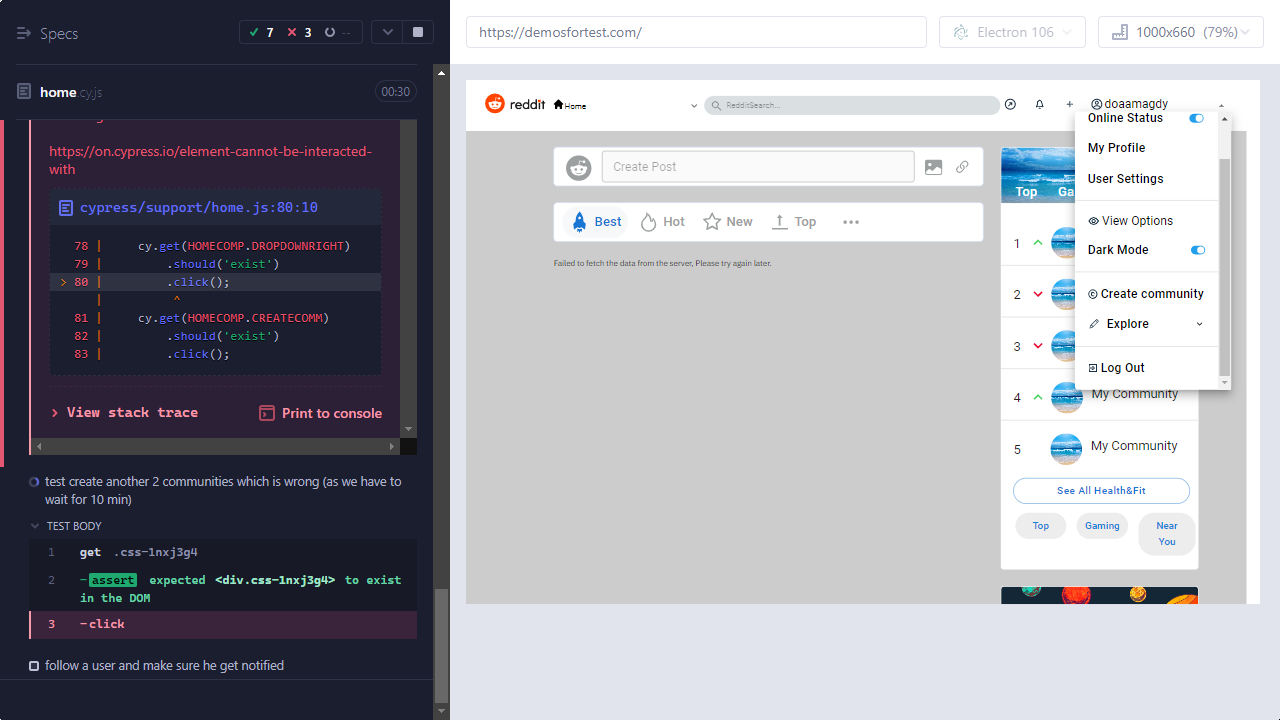 Specs
7
3
--
home.cy.js
00:30
https://on.cypress.io/element-cannot-be-interacted-
with
cypress/support/home.js:80:10
78 | cy.get(HOMECOMP.DROPDOWNRIGHT)
79 | .should('exist')
> 80 | .click();
| ^
81 | cy.get(HOMECOMP.CREATECOMM)
82 | .should('exist')
83 | .click();
> View stack trace
Print to console
test create another 2 communities which is wrong (as we have to
wait for 10 min)
TEST BODY
1 get .css-1nxj3g4
2 -assert expected <div.css-1nxj3g4> to exist
in the DOM
3 -click
follow a user and make sure he get notified
https://demosfortest.com/
Electron 106
1000x660 (79%)
reddit
Home
RedditSearch...
doaamagdy
Create Post
Best
Hot
New
Top
Failed to fetch the data from the server, Please try again later.
Online Status
My Profile
User Settings
View Options
Dark Mode
Create community
Explore
Log Out
Top
Ga
1
2
3
4 My Community
5 My Community
See All Health&Fit
Top
Gaming
Near
You